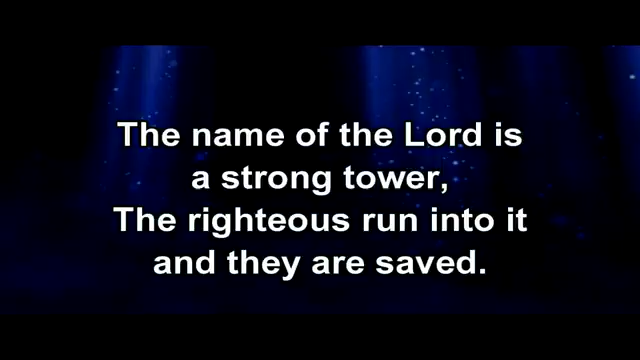 The name of the Lord is
a strong tower,
The righteous run into it
and they are saved.